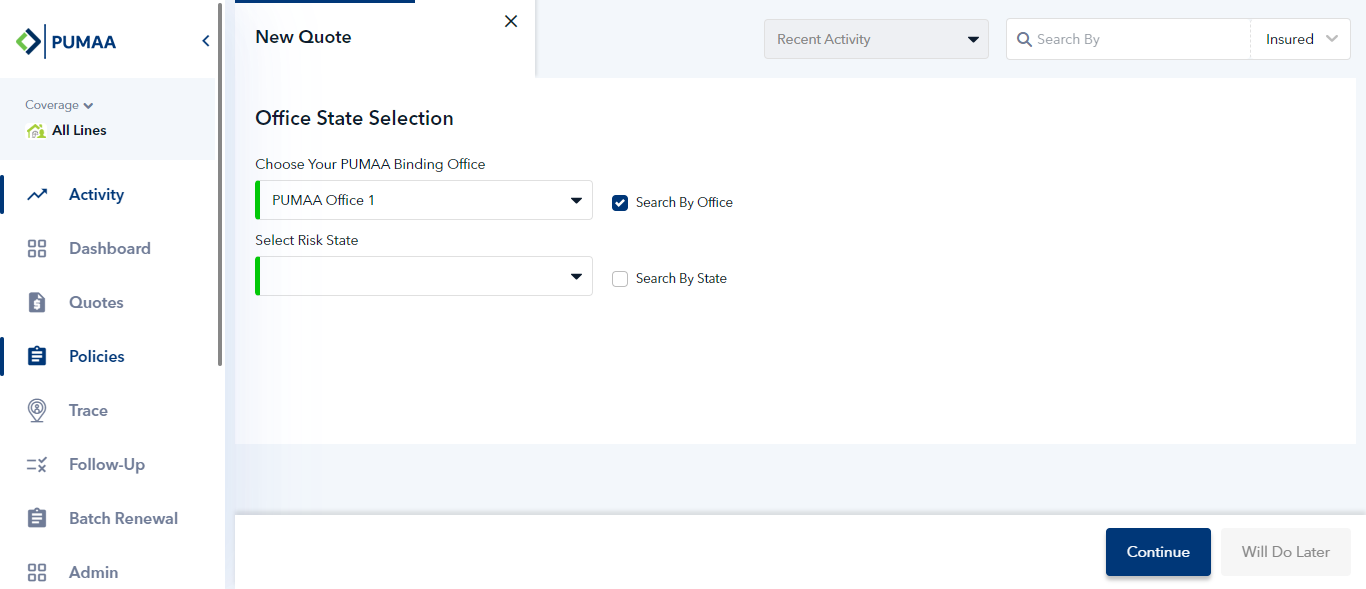 PUMAA
Coverage
All Lines
Activity
Dashboard
Quotes
Policies
Trace
Follow-Up
Batch Renewal
Admin
New Quote
Recent Activity
Search By
Insured
Office State Selection
Choose Your PUMAA Binding Office
PUMAA Office 1
Search By Office
Select Risk State
Search By State
Continue
Will Do Later